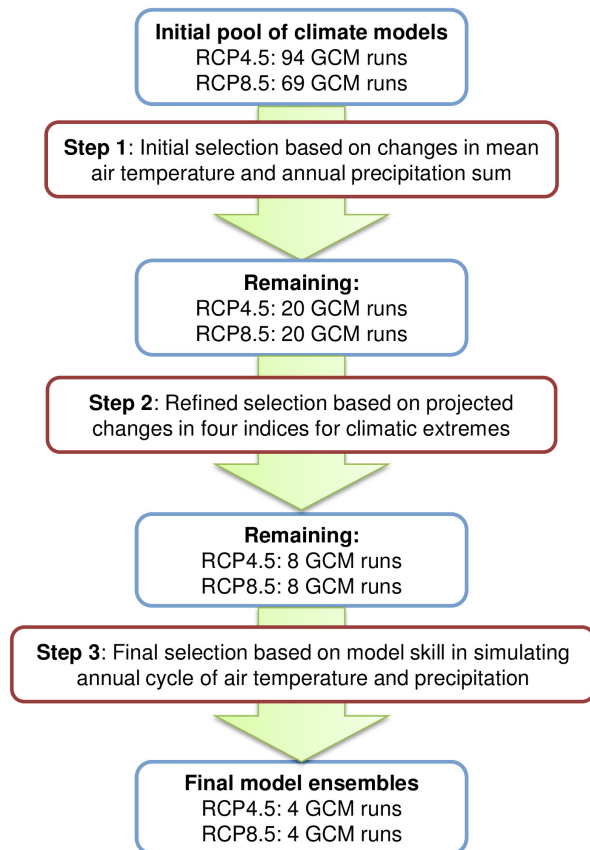 Initial pool of climate models
RCP4.5: 94 GCM runs
RCP8.5: 69 GCM runs
Step 1: Initial selection based on changes in mean
air temperature and annual precipitation sum
Remaining:
RCP4.5: 20 GCM runs
RCP8.5: 20 GCM runs
Step 2: Refined selection based on projected
changes in four indices for climatic extremes
Remaining:
RCP4.5: 8 GCM runs
RCP8.5: 8 GCM runs
Step 3: Final selection based on model skill in simulating
annual cycle of air temperature and precipitation
Final model ensembles
RCP4.5: 4 GCM runs
RCP8.5: 4 GCM runs